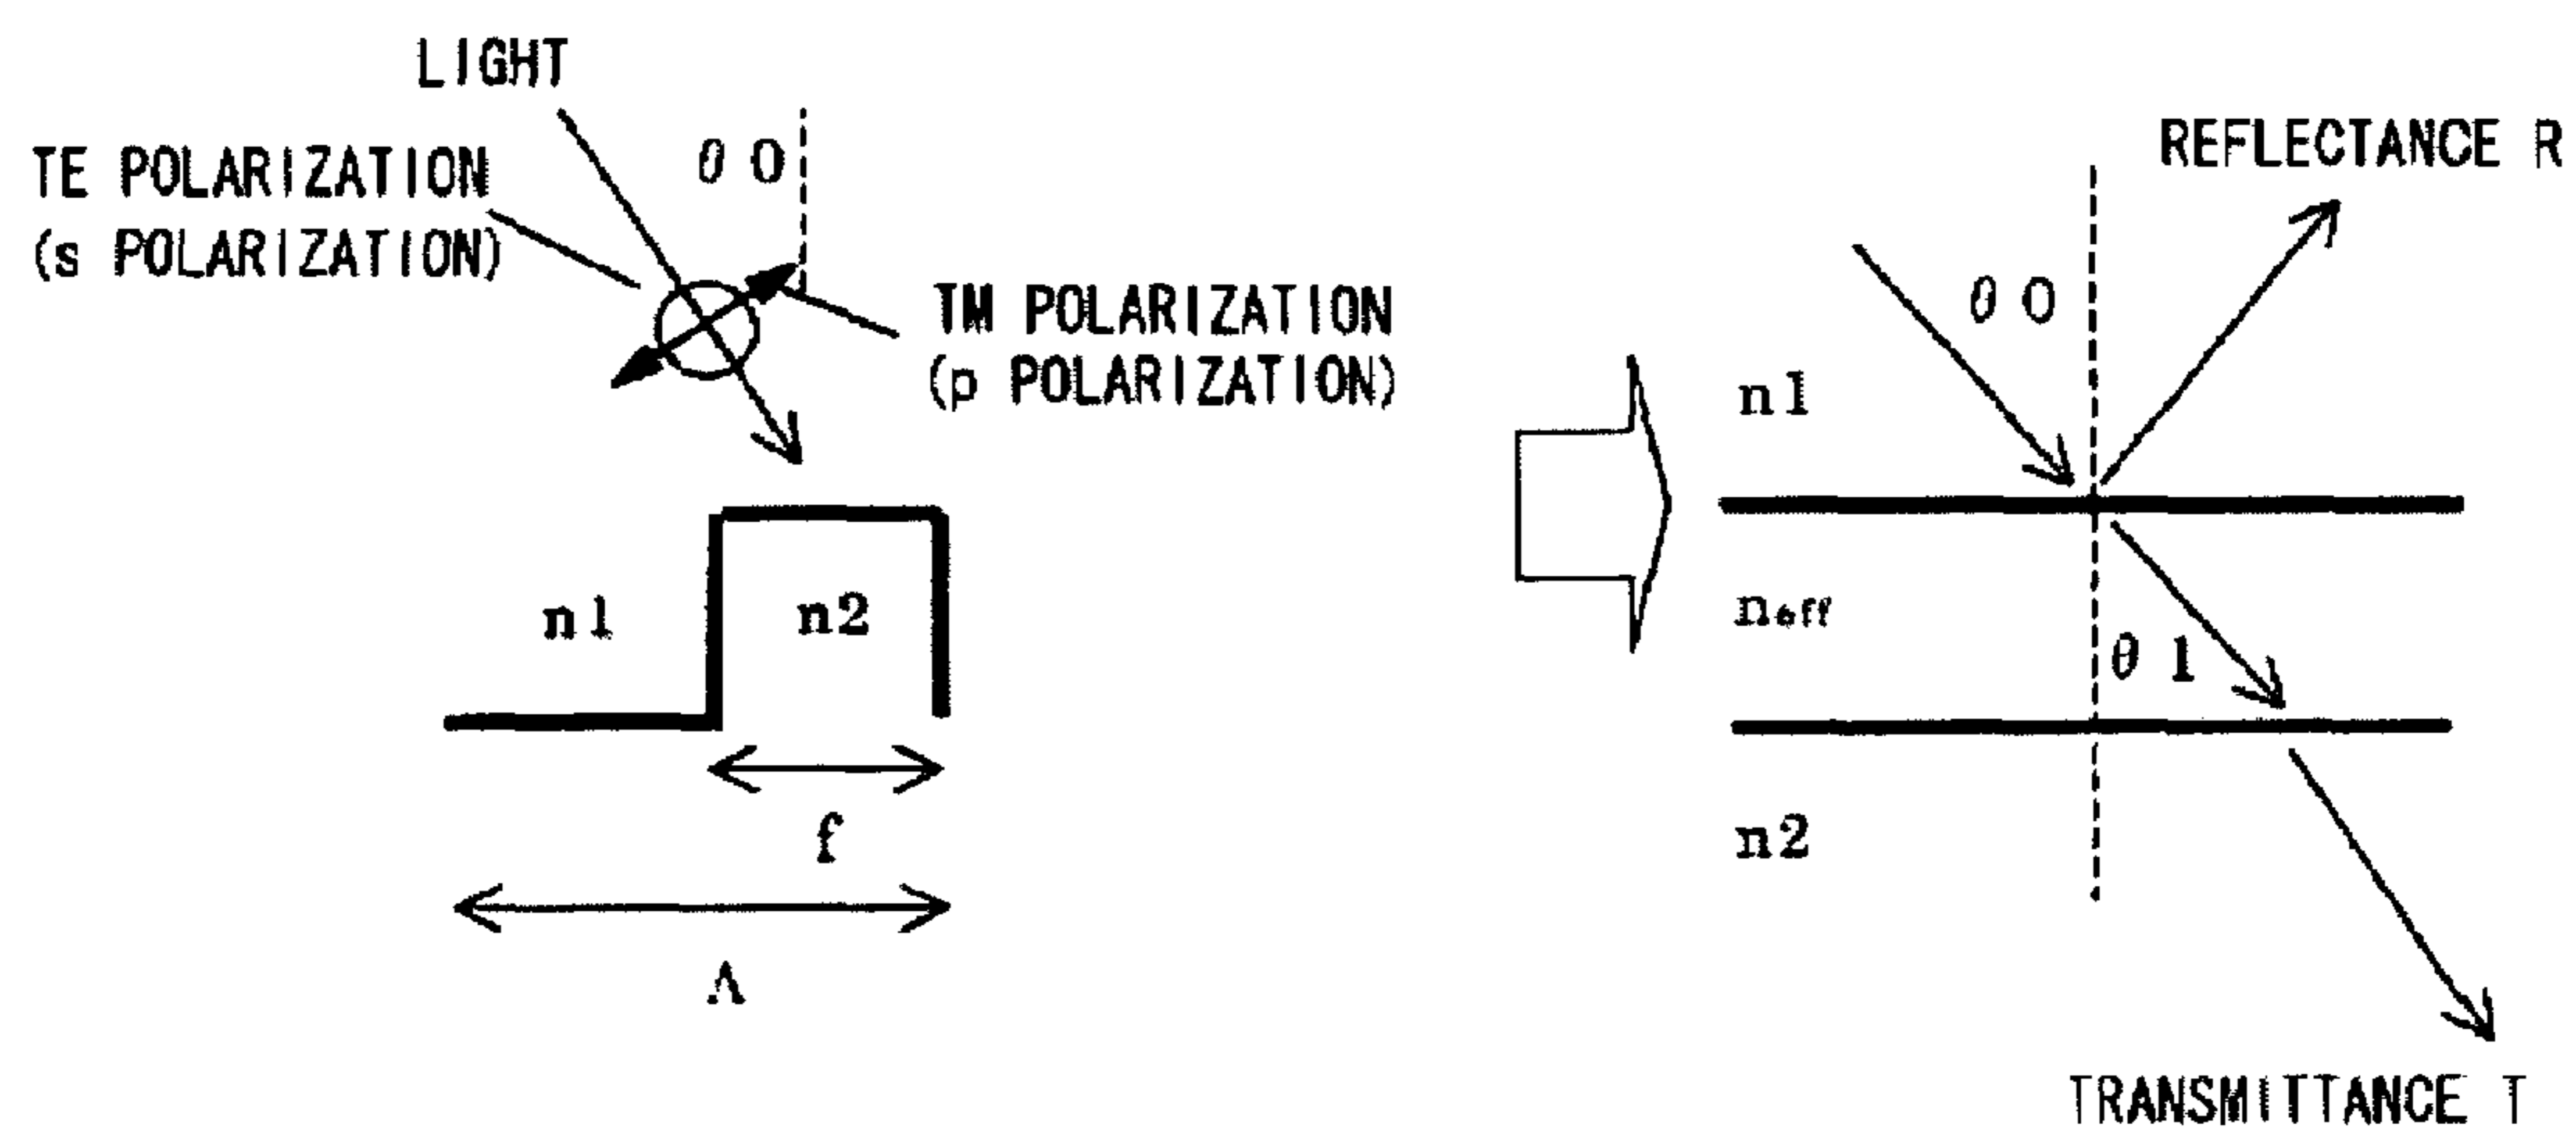 LIGHT
θ0
TE POLARIZATION
(s POLARIZATION)
TM POLARIZATION
(p POLARIZATION)
n1
n2
f
Λ
REFLECTANCE R
θ0
n1
neff
θ1
n2
TRANSMITTANCE T